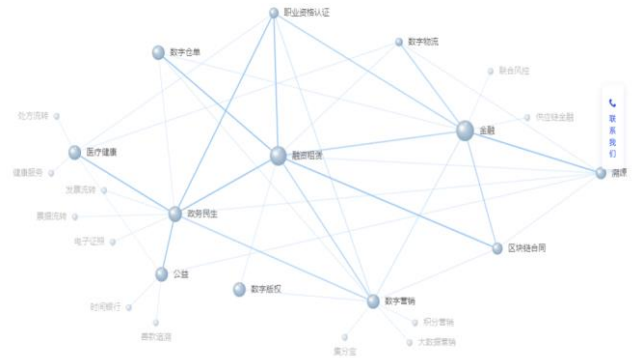 职业资格认证
数字物流
数字仓单
联合风控
供应链金融
处方流转
金融
联系我们
医疗健康
融资租赁
健康服务
溯源
发票流转
票据流转
政务民生
电子证照
区块链合同
公益
数字版权
数字营销
时间银行
积分营销
善款追溯
大数据营销
集分宝